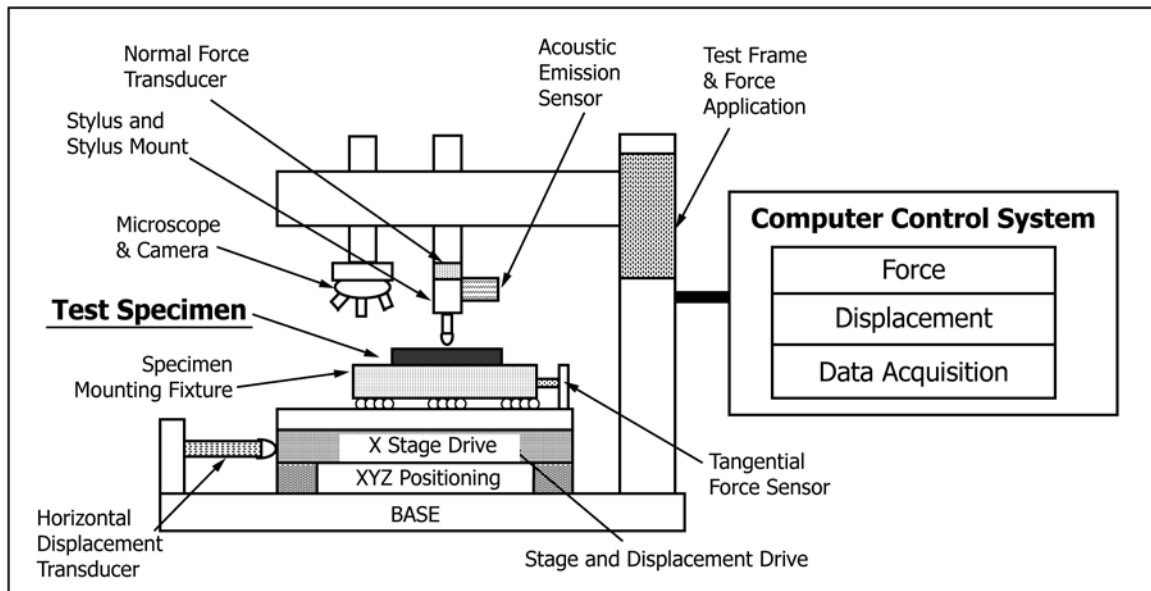 Normal Force
Transducer
Acoustic
Emission
Sensor
Test Frame
& Force
Application
Stylus and
Stylus Mount
Microscope
& Camera
Computer Control System
Force
Displacement
Data Acquisition
Test Specimen
Specimen
Mounting Fixture
X Stage Drive
XYZ Positioning
BASE
Tangential
Force Sensor
Horizontal
Displacement
Transducer
Stage and Displacement Drive